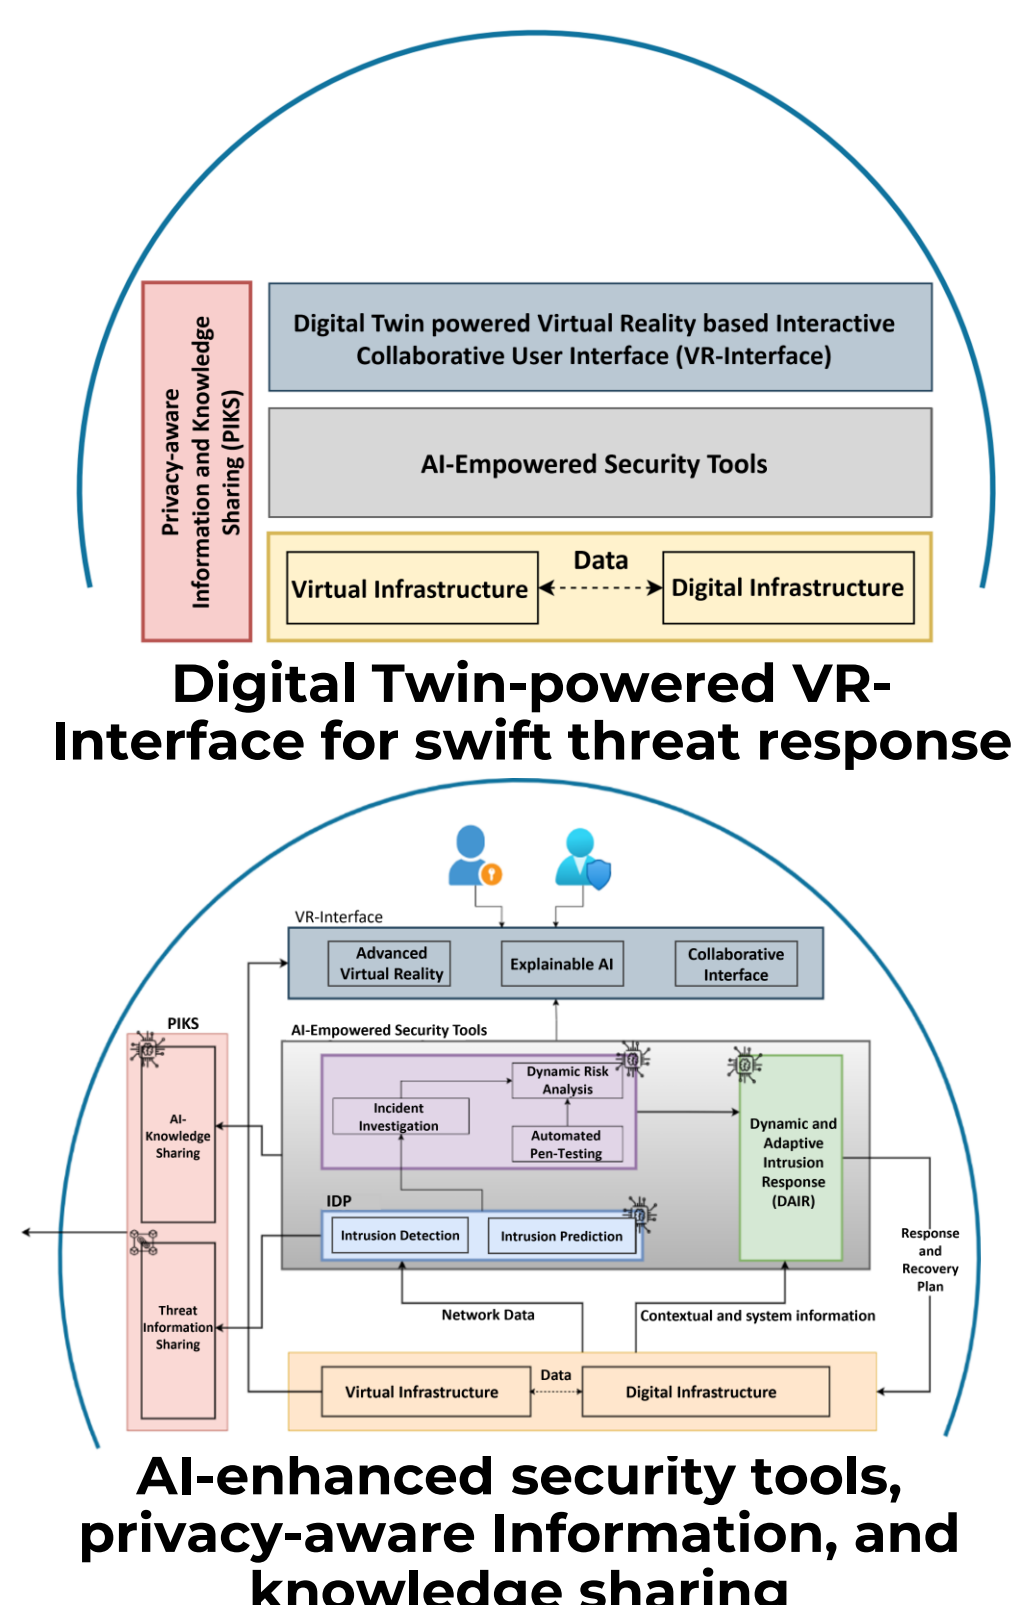 Privacy-aware
Information and Knowledge
Sharing (PIKS)
Digital Twin powered Virtual Reality based Interactive
Collaborative User Interface (VR-Interface)
AI-Empowered Security Tools
Virtual Infrastructure
Data
Digital Infrastructure
Digital Twin-powered VR-
Interface for swift threat response
VR-Interface
Advanced
Virtual Reality
Explainable AI
Collaborative
Interface
PIKS
AI-
Knowledge
Sharing
Threat
Information
Sharing
AI-Empowered Security Tools
Dynamic Risk
Analysis
Incident
Investigation
Automated
Pen-Testing
IDP
Intrusion Detection
Intrusion Prediction
Dynamic and
Adaptive
Intrusion
Response
(DAIR)
Response
and
Recovery
Plan
Network Data
Contextual and system information
Virtual Infrastructure
Data
Digital Infrastructure
AI-enhanced security tools,
privacy-aware Information, and
knowledge sharing